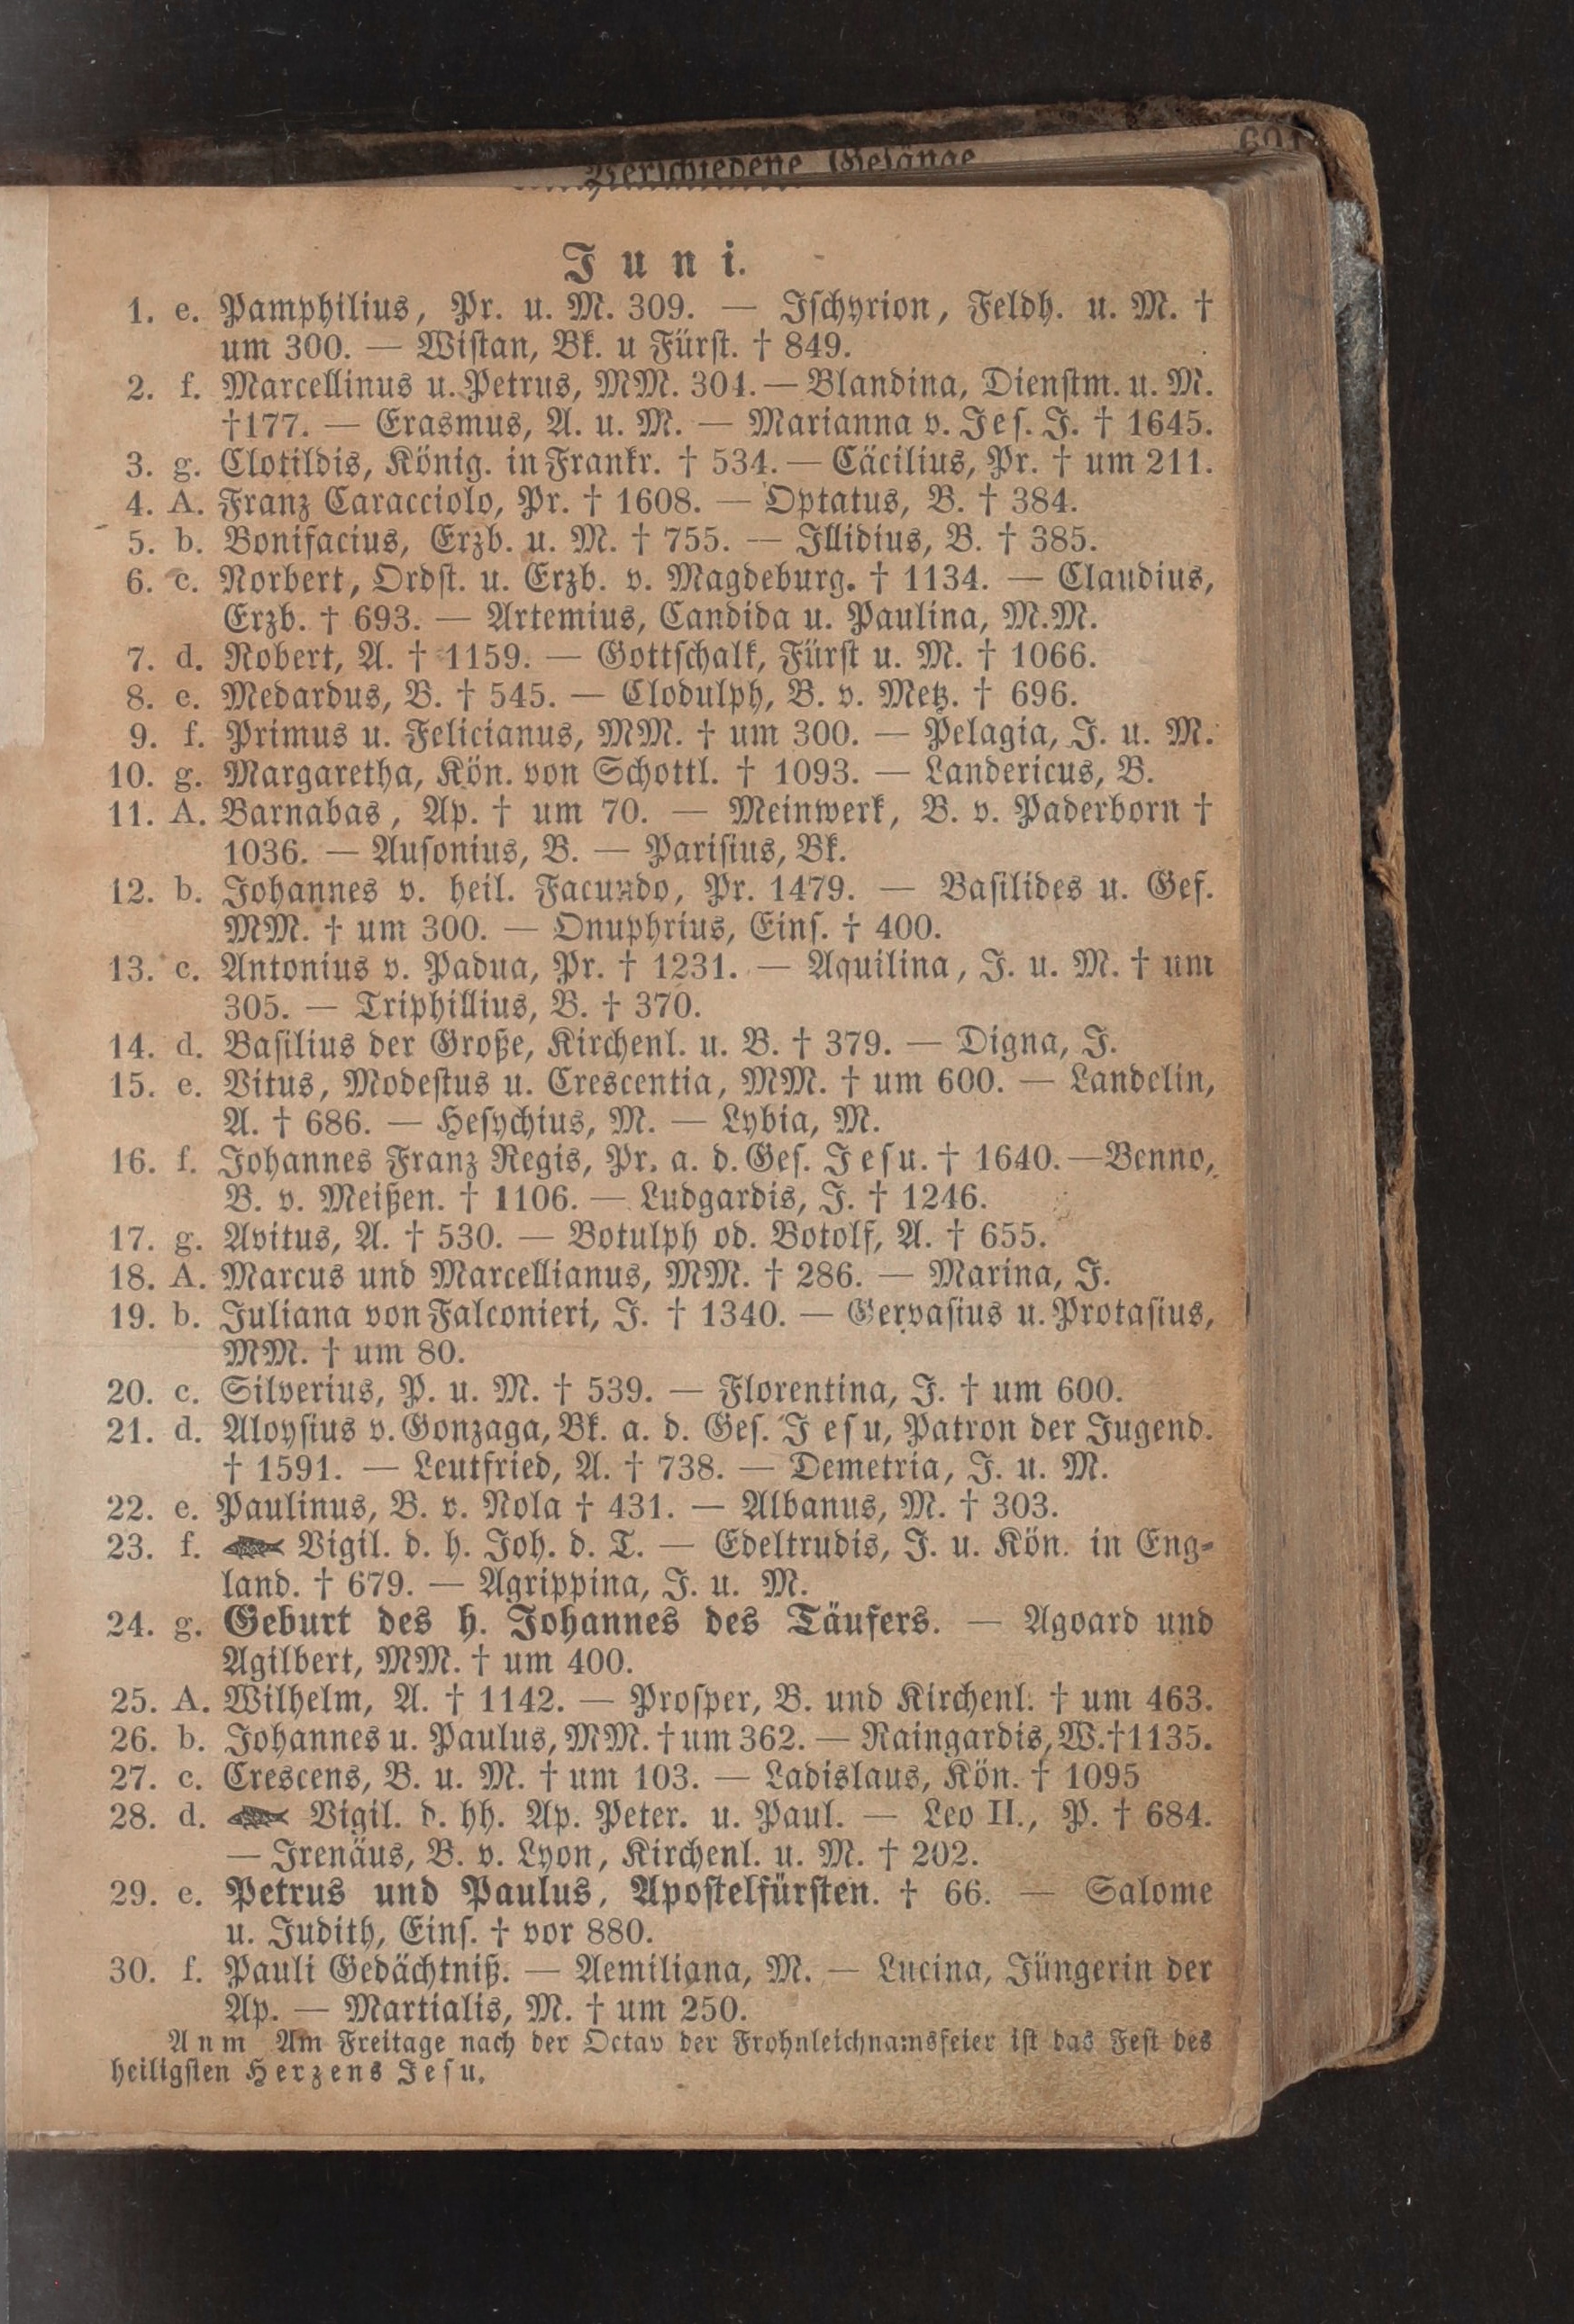 Verschiedene Gesänge
691
Juni.
1. e. Pamphilius, Pr. u. M. 309. — Ischyrion, Feldh. u. M. †
um 300. — Wistan, Bk. u Fürst. † 849.
2. f. Marcellinus u. Petrus, MM. 304. — Blandina, Dienstm. u. M.
†177. — Erasmus, A. u. M. — Marianna v. Jes. J. † 1645.
3. g. Clotildis, König. in Frankr. † 534. — Cäcilius, Pr. † um 211.
4. A. Franz Caracciolo, Pr. † 1608. — Optatus, B. † 384.
5. b. Bonifacius, Erzb. u. M. † 755. — Illidius, B. † 385.
6. c. Norbert, Ordst. u. Erzb. v. Magdeburg. † 1134. — Claudius,
Erzb. † 693. — Artemius, Candida u. Paulina, M.M.
7. d. Robert, A. † 1159. — Gottschalk, Fürst u. M. † 1066.
8. e. Medardus, B. † 545. — Clodulph, B. v. Metz. † 696.
9. f. Primus u. Felicianus, MM. † um 300. — Pelagia, J. u. M.
10. g. Margaretha, Kön. von Schottl. † 1093. — Landericus, B.
11. A. Barnabas, Ap. † um 70. — Meinwerk, B. v. Paderborn †
1036. — Ausonius, B. — Parisius, Bk.
12. b. Johannes v. heil. Facundo, Pr. 1479. — Basilides u. Gef.
MM. † um 300. — Onuphrius, Eins. † 400.
13. c. Antonius v. Padua, Pr. † 1231. — Aquilina, J. u. M. † um
305. — Triphillius, B. † 370.
14. d. Basilius der Große, Kirchenl. u. B. † 379. — Digna, J.
15. e. Vitus, Modestus u. Crescentia, MM. † um 600. — Landelin,
A. † 686. — Hesychius, M. — Lybia, M.
16. f. Johannes Franz Regis, Pr. a. d. Ges. Jesu. † 1640. — Benno,
B. v. Meißen. † 1106. — Ludgardis, J. † 1246.
17. g. Avitus, A. † 530. — Botulph od. Botolf, A. † 655.
18. A. Marcus und Marcellianus, MM. † 286. — Marina, J.
19. b. Juliana von Falconieri, J. † 1340. — Gervasius u. Protasius,
MM. † um 80.
20. c. Silverius, P. u. M. † 539. — Florentina, J. † um 600.
21. d. Aloysius v. Gonzaga, Bk. a. d. Ges. Jesu, Patron der Jugend.
† 1591. — Leutfried, A. † 738. — Demetria, J. u. M.
22. e. Paulinus, B. v. Nola † 431. — Albanus, M. † 303.
23. f. Vigil. d. h. Joh. d. T. — Edeltrudis, J. u. Kön. in Eng-
land. † 679. — Agrippina, J. u. M.
24. g. Geburt des h. Johannes des Täufers. — Agoard und
Agilbert, MM. † um 400.
25. A. Wilhelm, A. † 1142. — Prosper, B. und Kirchenl. † um 463.
26. b. Johannes u. Paulus, MM. † um 362. — Raingardis, W. †1135.
27. c. Crescens, B. u. M. † um 103. — Ladislaus, Kön. † 1095
28. d. Vigil. d. hh. Ap. Peter. u. Paul. — Leo II., P. † 684.
— Irenäus, B. v. Lyon, Kirchenl. u. M. † 202.
29. e. Petrus und Paulus, Apostelfürsten. † 66. — Salome
u. Judith, Eins. † vor 880.
30. f. Pauli Gedächtniß. — Aemiliana, M. — Lucina, Jüngerin der
Ap. — Martialis, M. † um 250.
Anm Am Freitage nach der Octav der Frohnleichnamsfeier ist das Fest des
heiligsten Herzens Jesu.